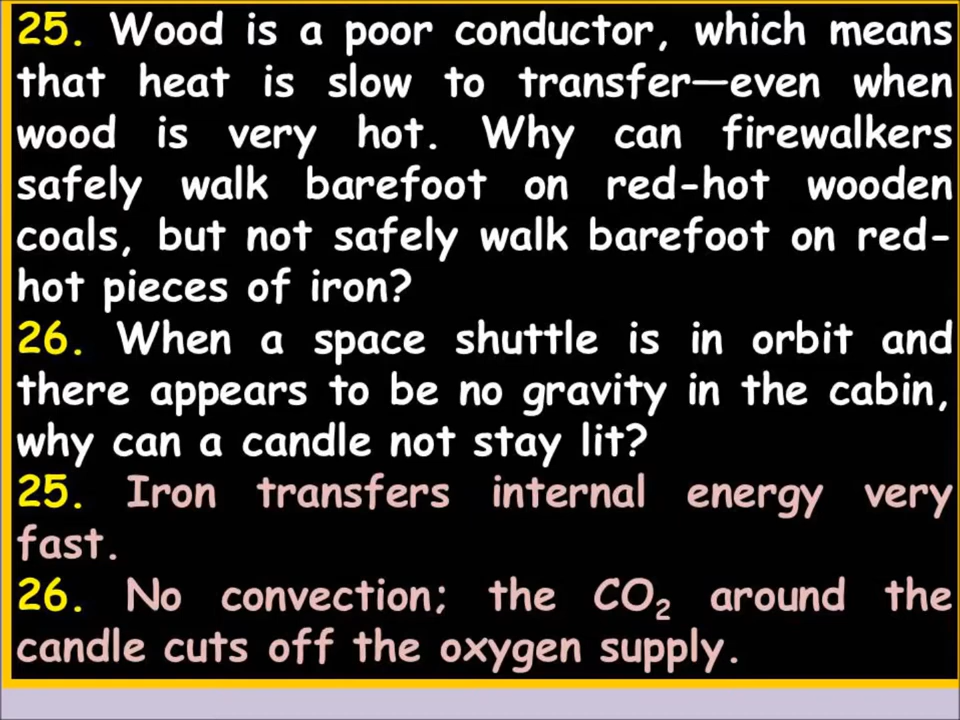 25. Wood is a poor conductor, which means
that heat is slow to transfer—even when
wood is very hot. Why can firewalkers
safely walk barefoot on red-hot wooden
coals, but not safely walk barefoot on red-
hot pieces of iron?
26. When a space shuttle is in orbit and
there appears to be no gravity in the cabin,
why can a candle not stay lit?
25. Iron transfers internal energy very
fast.
26. No convection; the CO₂ around the
candle cuts off the oxygen supply.